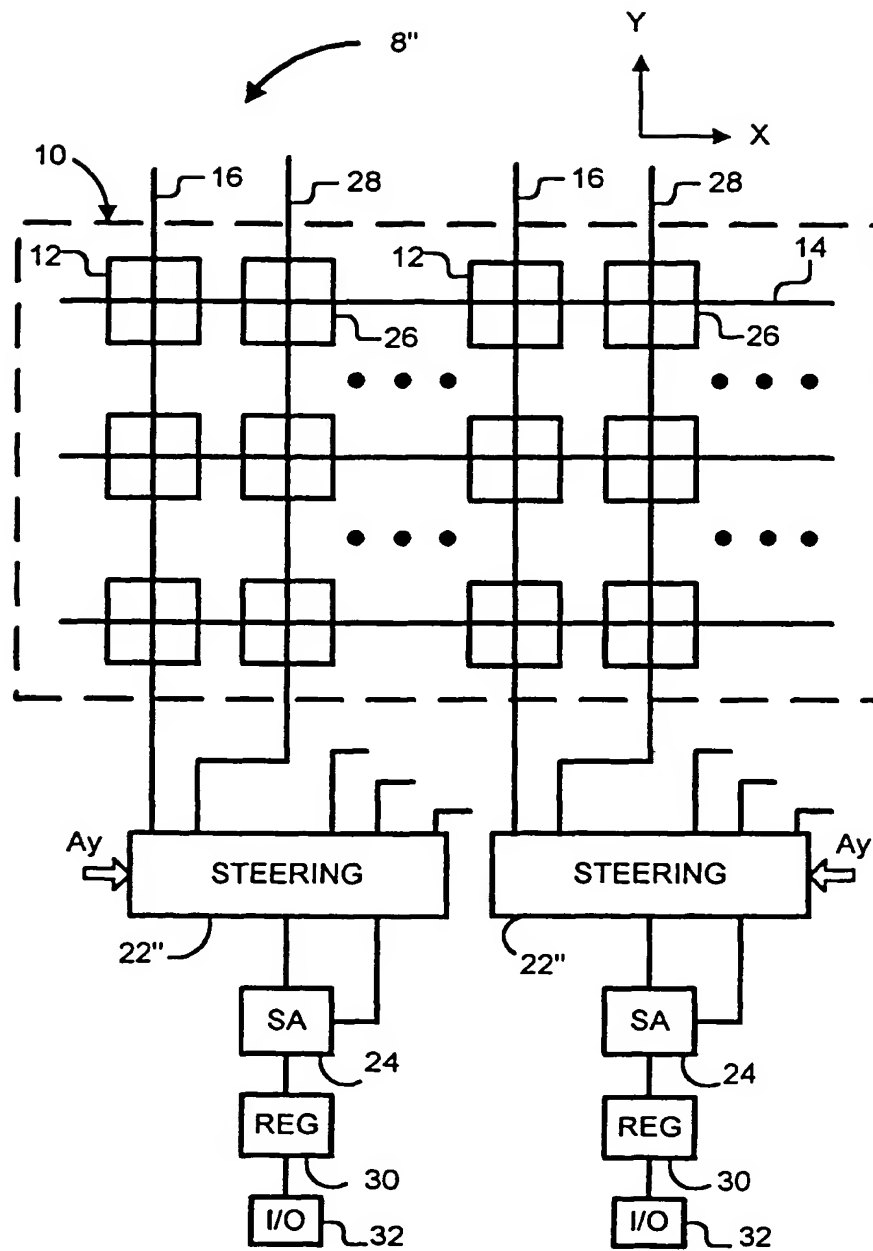 8"
Y
X
10
16
28
16
28
12
12
14
26
26
Ay
STEERING
STEERING
Ay
22"
22"
SA
SA
24
24
REG
REG
30
30
I/O
32
I/O
32